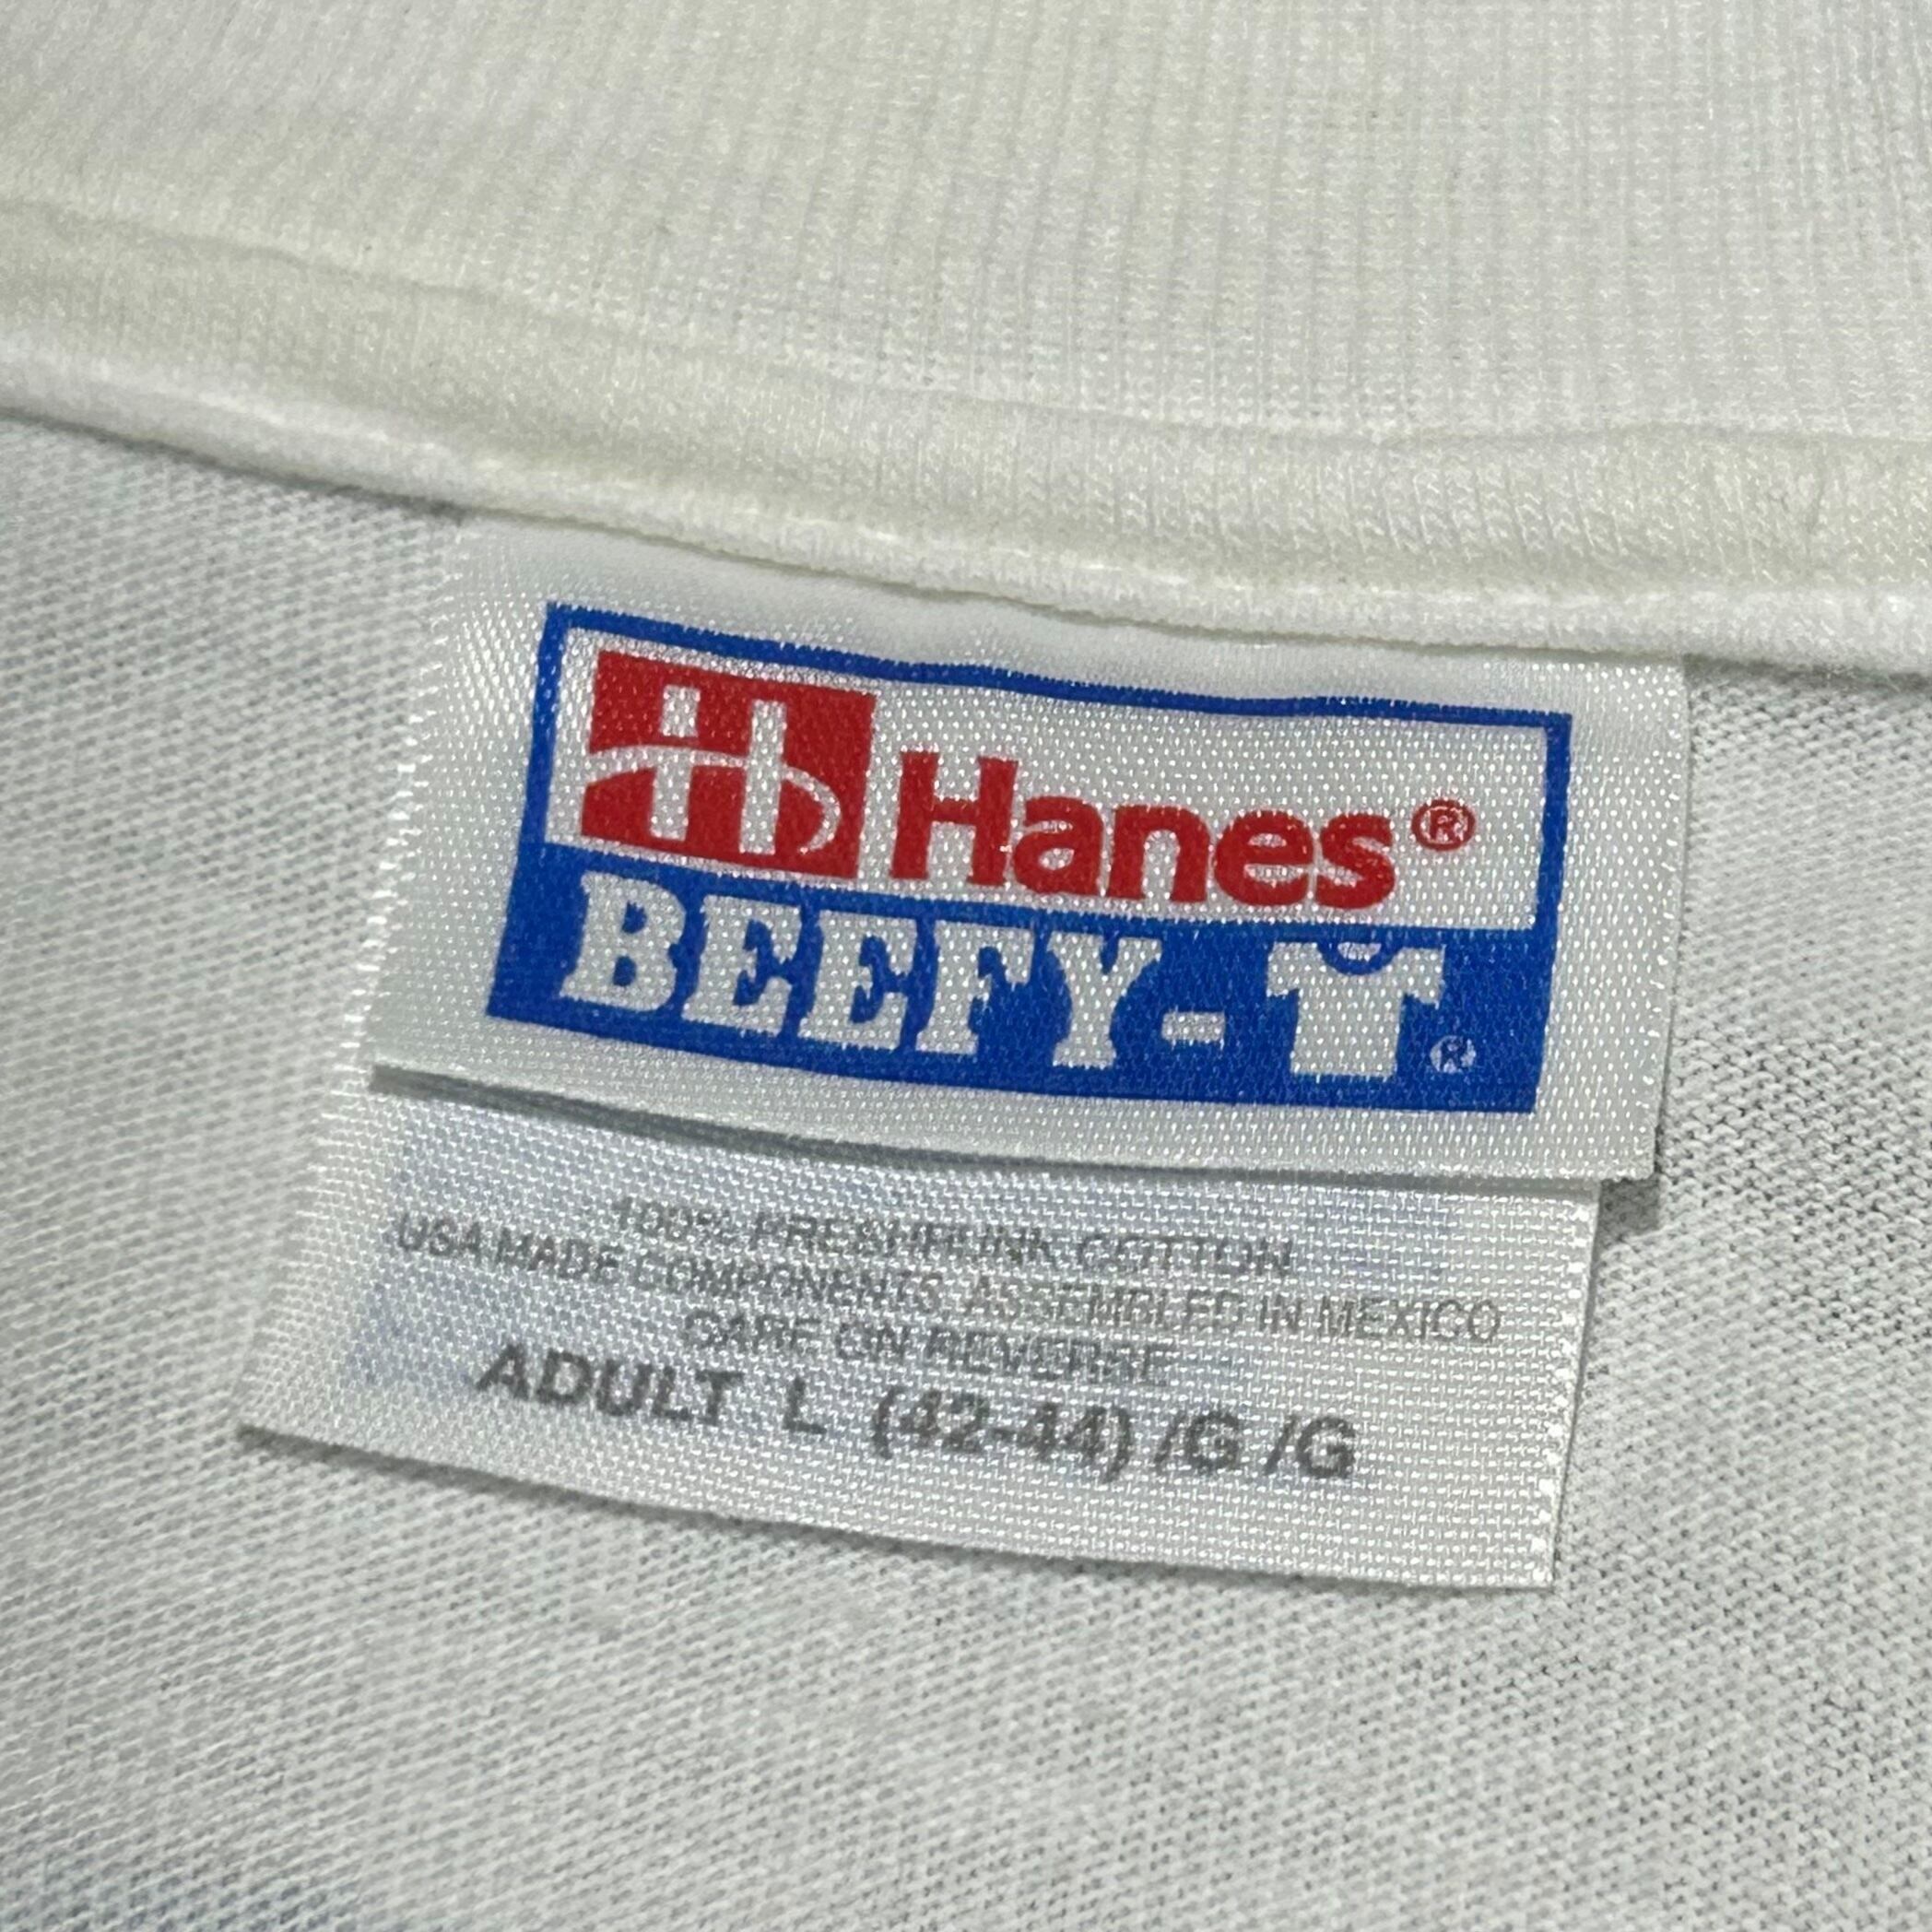 Hanes®
BEEFY-T®
100% PRESHRUNK COTTON
USA MADE COMPONENTS, ASSEMBLED IN MEXICO
CARE ON REVERSE
ADULT L (42-44) /G /G